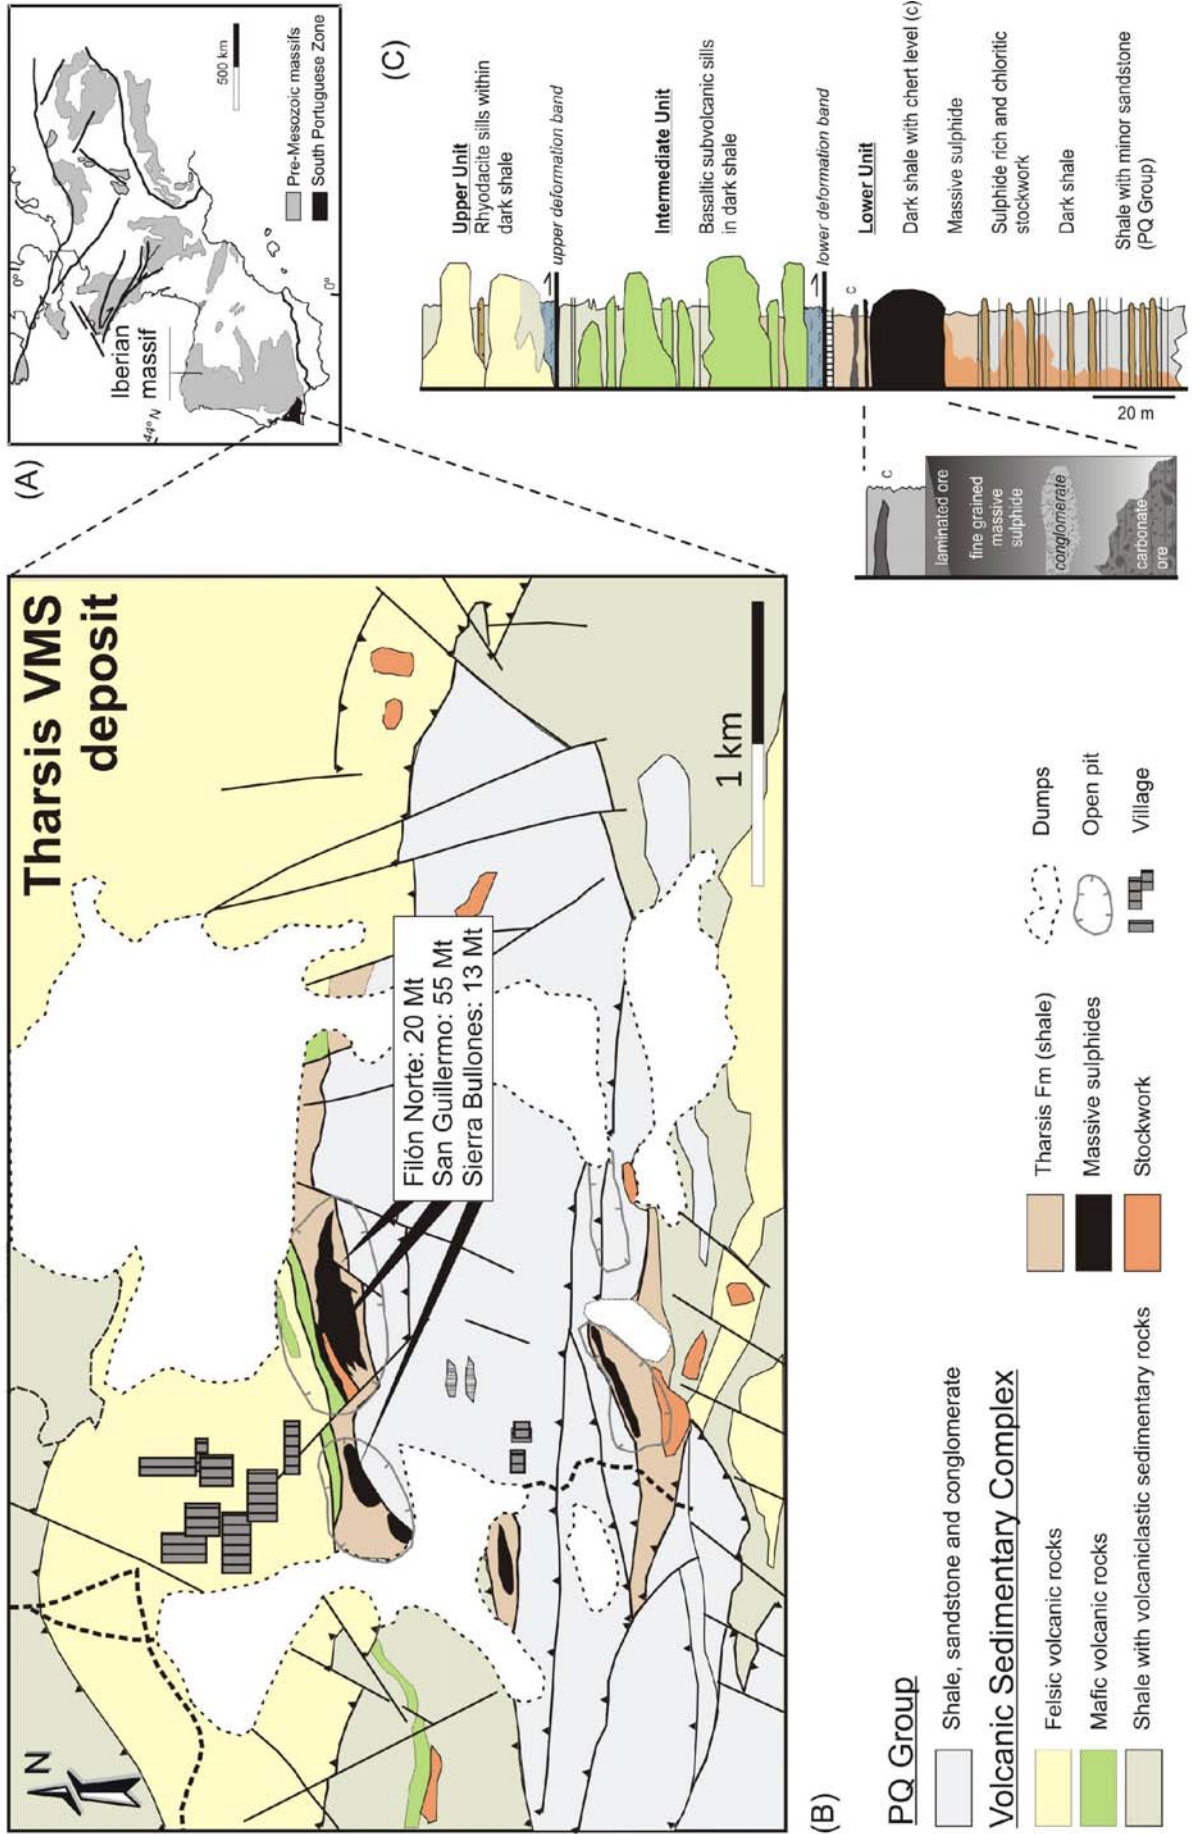 (A)
Iberian
massif
44º N
0º
0º
500 km
Pre-Mesozoic massifs
South Portuguese Zone
(B)
Tharsis VMS
deposit
N
Filón Norte: 20 Mt
San Guillermo: 55 Mt
Sierra Bullones: 13 Mt
1 km
PQ Group
Shale, sandstone and conglomerate
Volcanic Sedimentary Complex
Felsic volcanic rocks
Mafic volcanic rocks
Shale with volcaniclastic sedimentary rocks
Tharsis Fm (shale)
Massive sulphides
Stockwork
Dumps
Open pit
Village
(C)
Upper Unit
Rhyodacite sills within
dark shale
upper deformation band
Intermediate Unit
Basaltic subvolcanic sills
in dark shale
lower deformation band
Lower Unit
c
Dark shale with chert level (c)
Massive sulphide
Sulphide rich and chloritic
stockwork
Dark shale
Shale with minor sandstone
(PQ Group)
20 m
c
laminated ore
fine grained
massive
sulphide
conglomerate
carbonate
ore